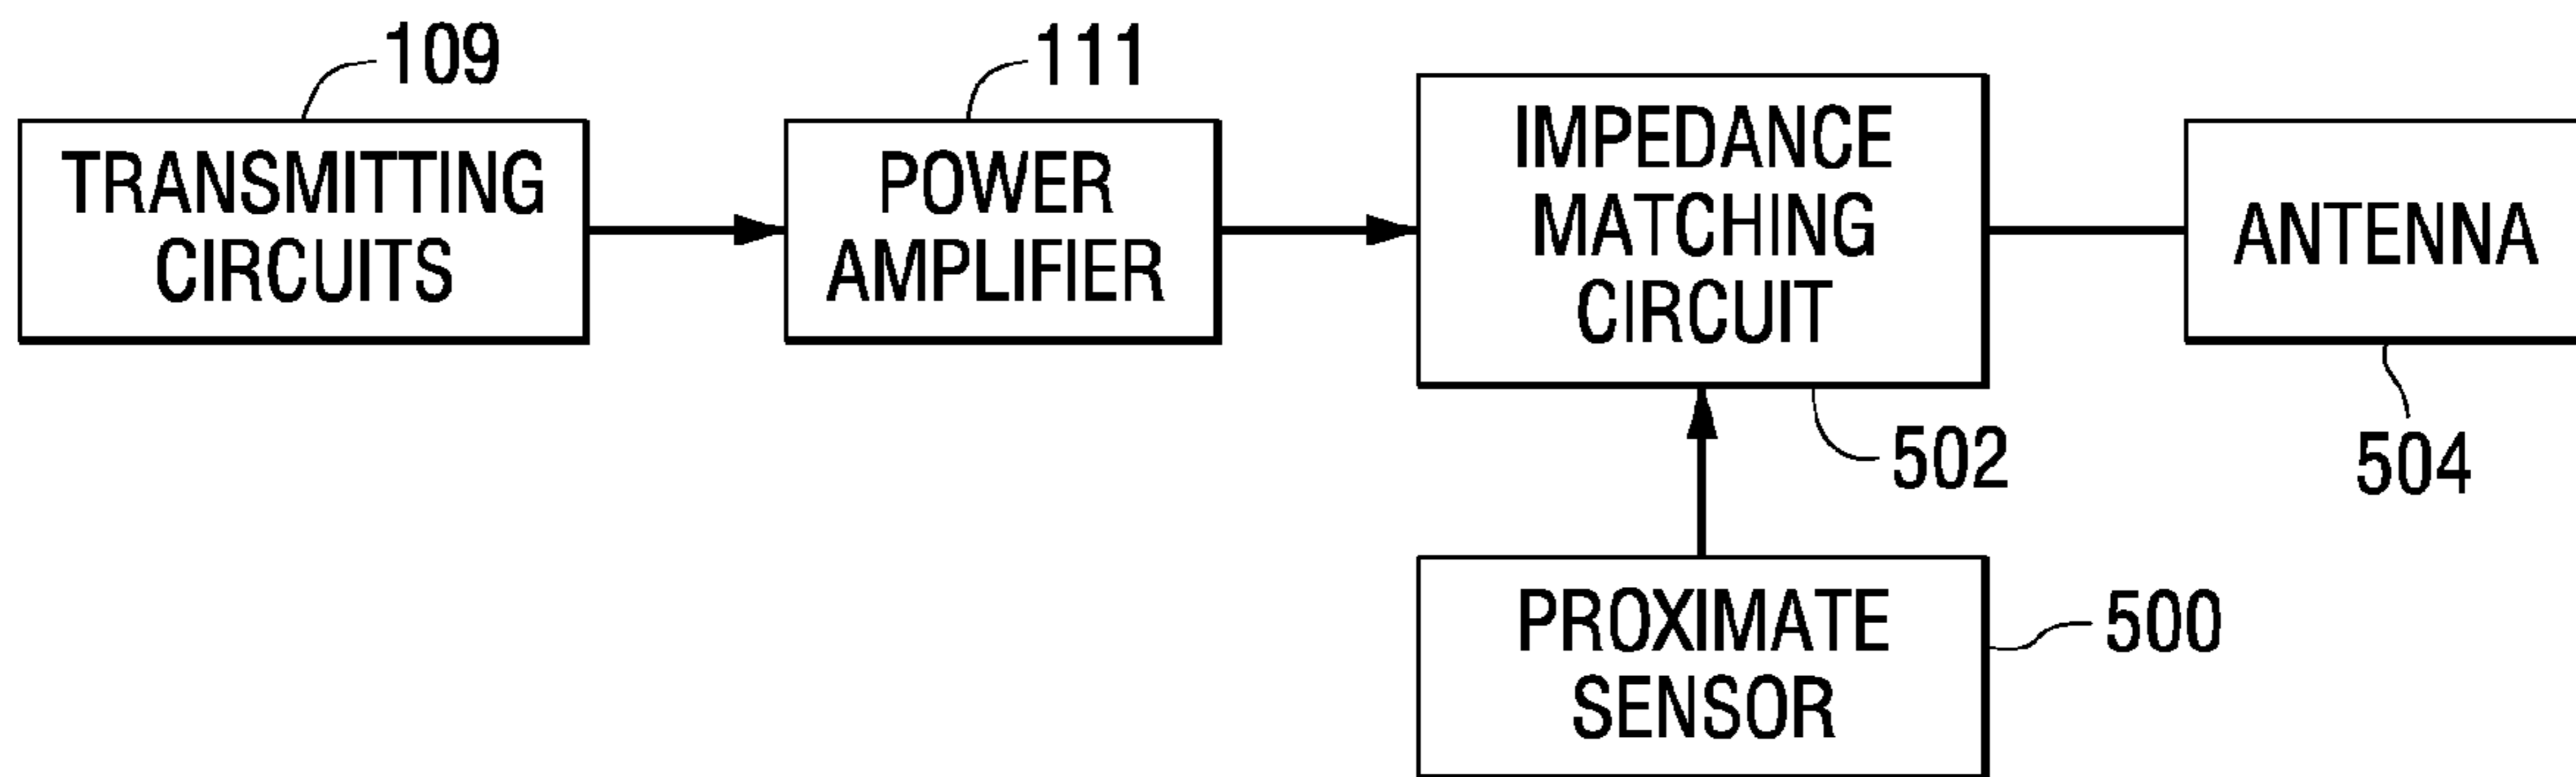 109
TRANSMITTING
CIRCUITS
111
POWER
AMPLIFIER
IMPEDANCE
MATCHING
CIRCUIT
502
ANTENNA
504
PROXIMATE
SENSOR
500